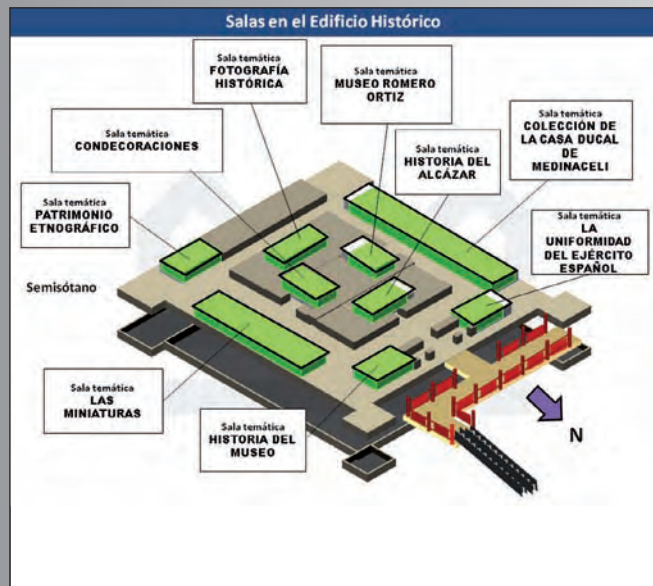 Salas en el Edificio Histórico
Sala temática
FOTOGRAFÍA
HISTÓRICA
Sala temática
MUSEO ROMERO
ORTIZ
Sala temática
COLECCIÓN DE
LA CASA DUCAL
DE
MEDINACELI
Sala temática
CONDECORACIONES
Sala temática
HISTORIA DEL
ALCÁZAR
Sala temática
PATRIMONIO
ETNOGRÁFICO
Sala temática
LA
UNIFORMIDAD
DEL EJÉRCITO
ESPAÑOL
Semisótano
Sala temática
LAS
MINIATURAS
Sala temática
HISTORIA DEL
MUSEO
N